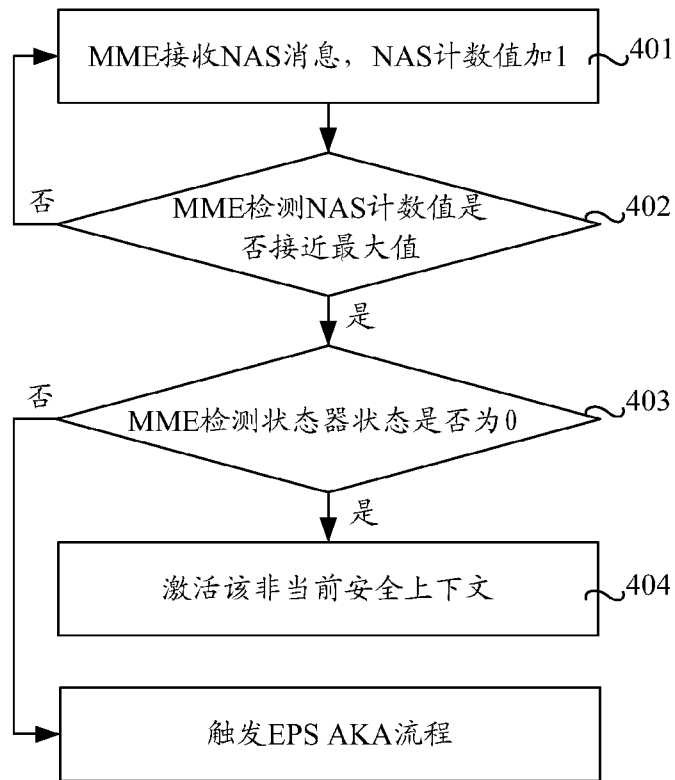 MME接收NAS消息，NAS计数值加1
401
否
MME检测NAS计数值是
否接近最大值
402
是
否
MME检测状态器状态是否为0
403
是
激活该非当前安全上下文
404
触发EPS AKA流程